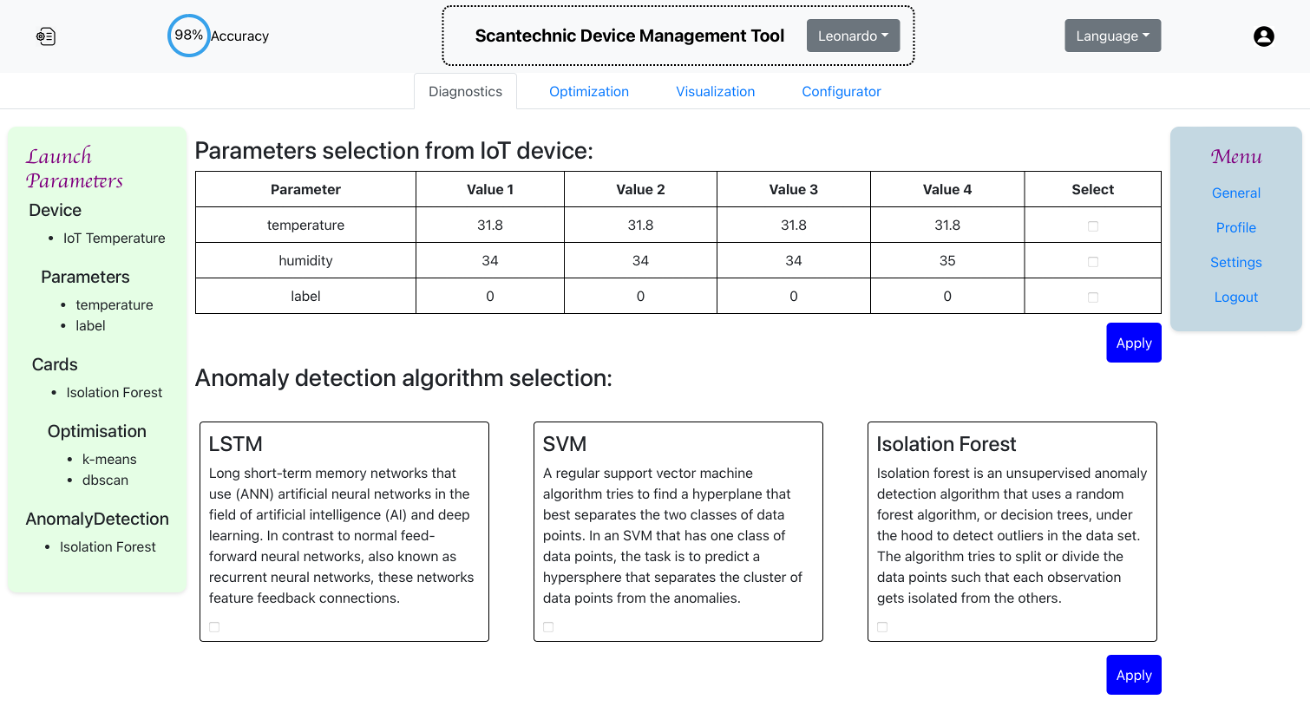 98% Accuracy
Scantechnic Device Management Tool
Leonardo
Language
Diagnostics Optimization Visualization Configurator
Launch
Parameters
Device
IoT Temperature
Parameters
temperature
label
Cards
Isolation Forest
Optimisation
k-means
dbscan
AnomalyDetection
Isolation Forest
Parameters selection from IoT device:
Parameter Value 1 Value 2 Value 3 Value 4 Select
temperature 31.8 31.8 31.8 31.8
humidity 34 34 34 35
label 0 0 0 0
Apply
Anomaly detection algorithm selection:
LSTM
Long short-term memory networks that
use (ANN) artificial neural networks in the
field of artificial intelligence (AI) and deep
learning. In contrast to normal feed-
forward neural networks, also known as
recurrent neural networks, these networks
feature feedback connections.
SVM
A regular support vector machine
algorithm tries to find a hyperplane that
best separates the two classes of data
points. In an SVM that has one class of
data points, the task is to predict a
hypersphere that separates the cluster of
data points from the anomalies.
Isolation Forest
Isolation forest is an unsupervised anomaly
detection algorithm that uses a random
forest algorithm, or decision trees, under
the hood to detect outliers in the data set.
The algorithm tries to split or divide the
data points such that each observation
gets isolated from the others.
Apply
Menu
General
Profile
Settings
Logout